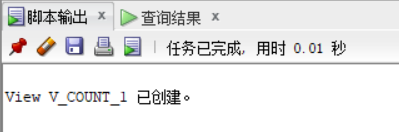 脚本输出 × 查询结果 ×
任务已完成, 用时 0.01 秒
View V_COUNT_1 已创建。